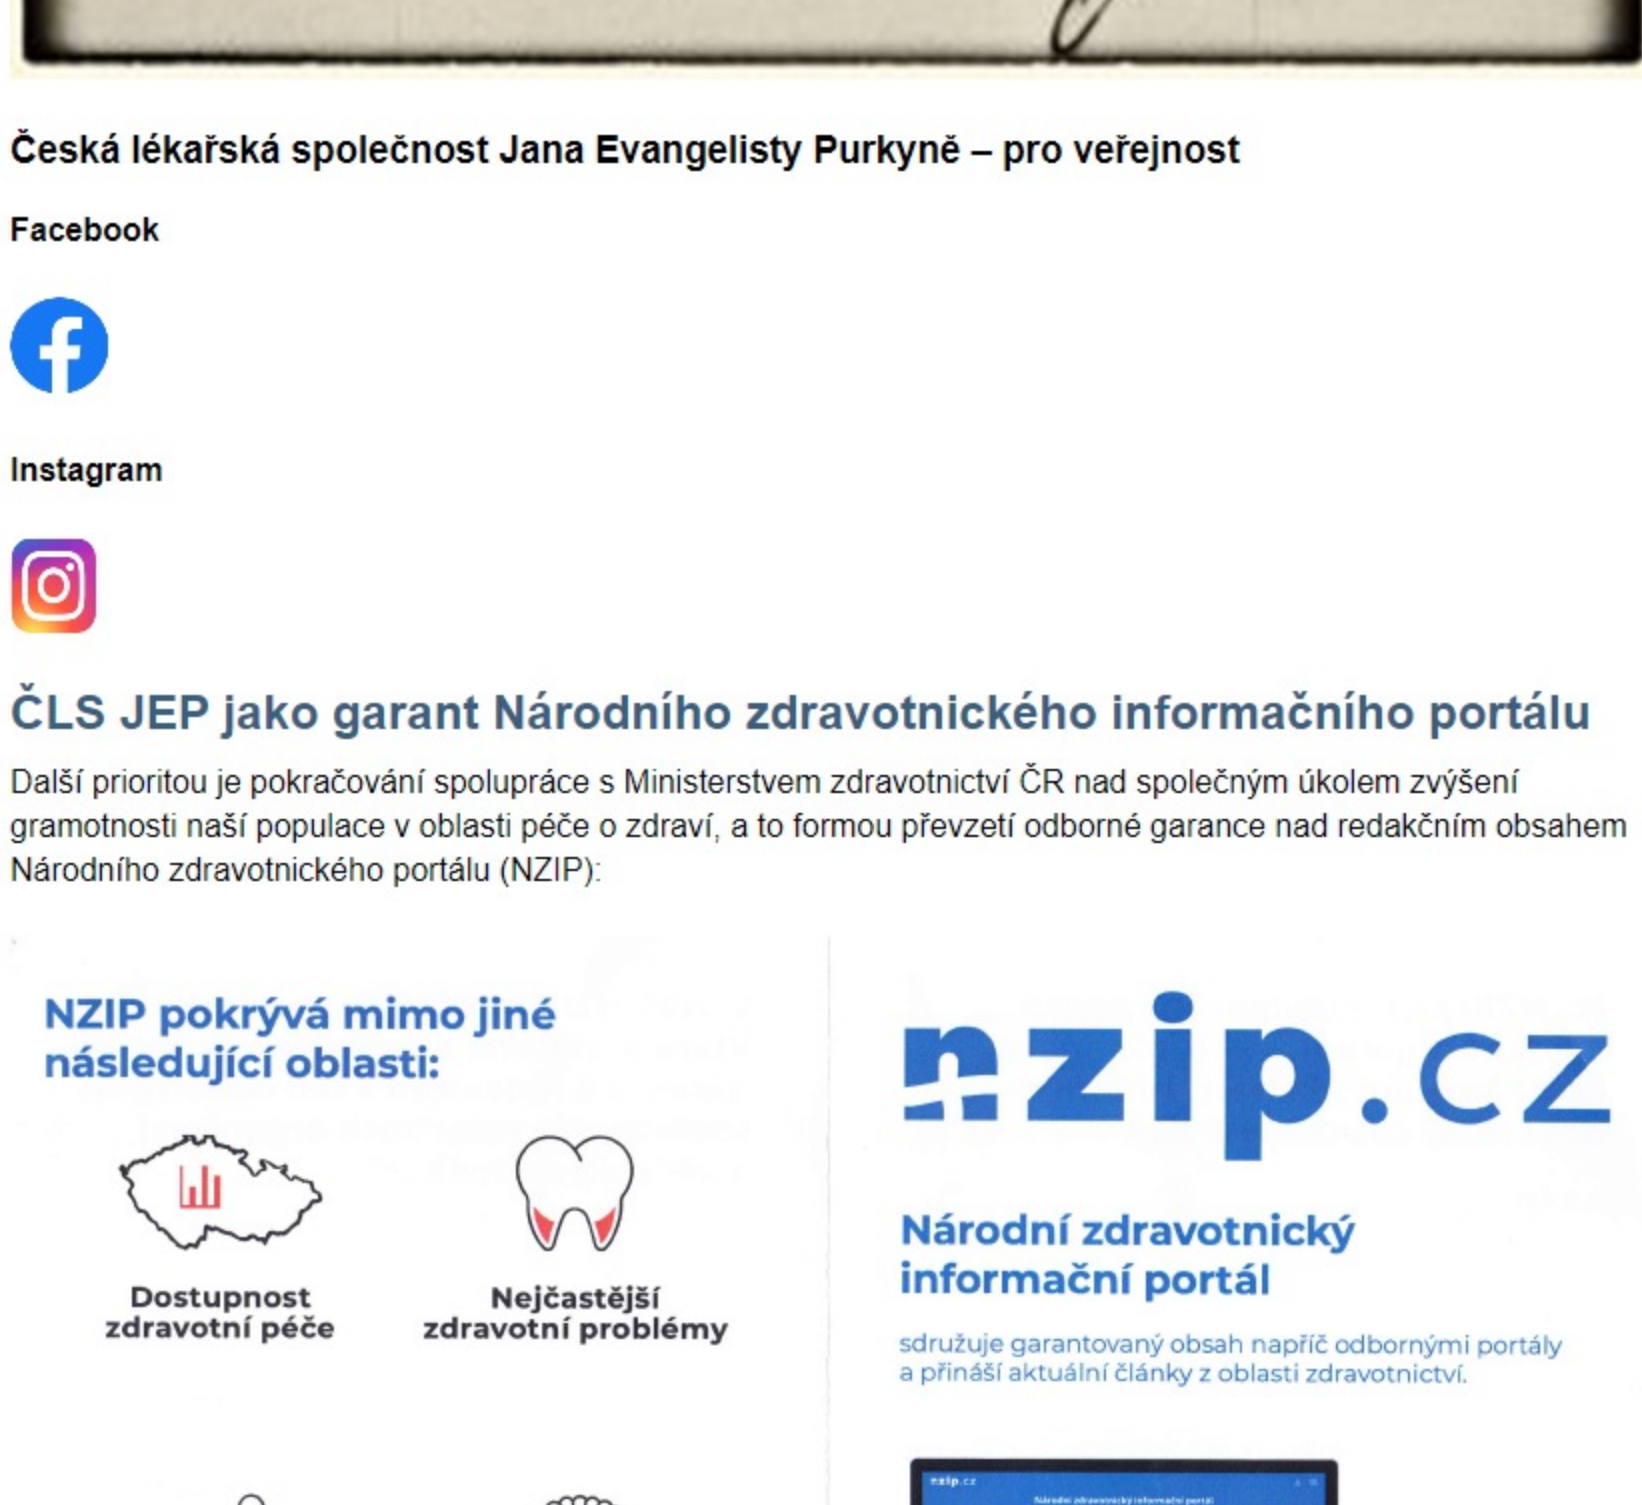 Česká lékařská společnost Jana Evangelisty Purkyně – pro veřejnost
Facebook
Instagram
ČLS JEP jako garant Národního zdravotnického informačního portálu
Další prioritou je pokračování spolupráce s Ministerstvem zdravotnictví ČR nad společným úkolem zvýšení
gramotnosti naší populace v oblasti péče o zdraví, a to formou převzetí odborné garance nad redakčním obsahem
Národního zdravotnického portálu (NZIP):
NZIP pokrývá mimo jiné
následující oblasti:
Dostupnost
zdravotní péče
Nejčastější
zdravotní problémy
nzip.cz
Národní zdravotnický
informační portál
sdružuje garantovaný obsah napříč odbornými portály
a přináší aktuální články z oblasti zdravotnictví.
nzip.cz
Národní zdravotnický informační portál